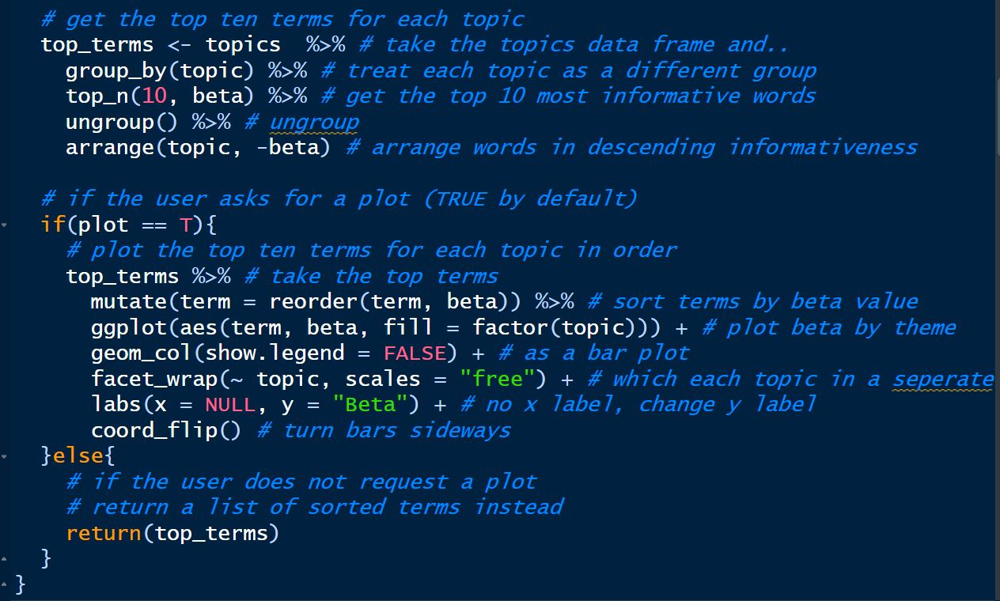 # get the top ten terms for each topic
top_terms <- topics  %>% # take the topics data frame and..
group_by(topic) %>% # treat each topic as a different group
top_n(10, beta) %>% # get the top 10 most informative words
ungroup() %>% # ungroup
arrange(topic, -beta) # arrange words in descending informativeness
# if the user asks for a plot (TRUE by default)
if(plot == T){
# plot the top ten terms for each topic in order
top_terms %>% # take the top terms
mutate(term = reorder(term, beta)) %>% # sort terms by beta value
ggplot(aes(term, beta, fill = factor(topic))) + # plot beta by theme
geom_col(show.legend = FALSE) + # as a bar plot
facet_wrap(~ topic, scales = "free") + # which each topic in a seperate
labs(x = NULL, y = "Beta") + # no x label, change y label
coord_flip() # turn bars sideways
}else{
# if the user does not request a plot
# return a list of sorted terms instead
return(top_terms)
}
}